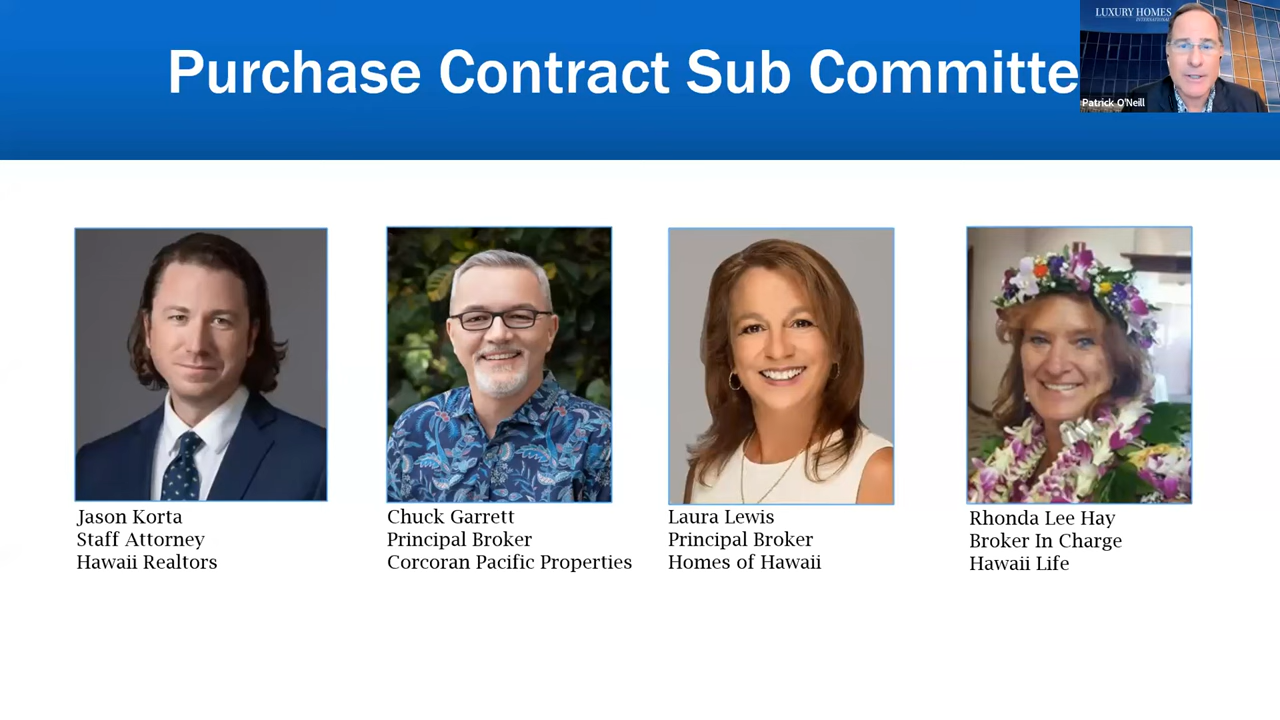 Purchase Contract Sub Committe
LUXURY HOMES
INTERNATIONAL
Patrick O'Neill
Jason Korta
Staff Attorney
Hawaii Realtors
Chuck Garrett
Principal Broker
Corcoran Pacific Properties
Laura Lewis
Principal Broker
Homes of Hawaii
Rhonda Lee Hay
Broker In Charge
Hawaii Life